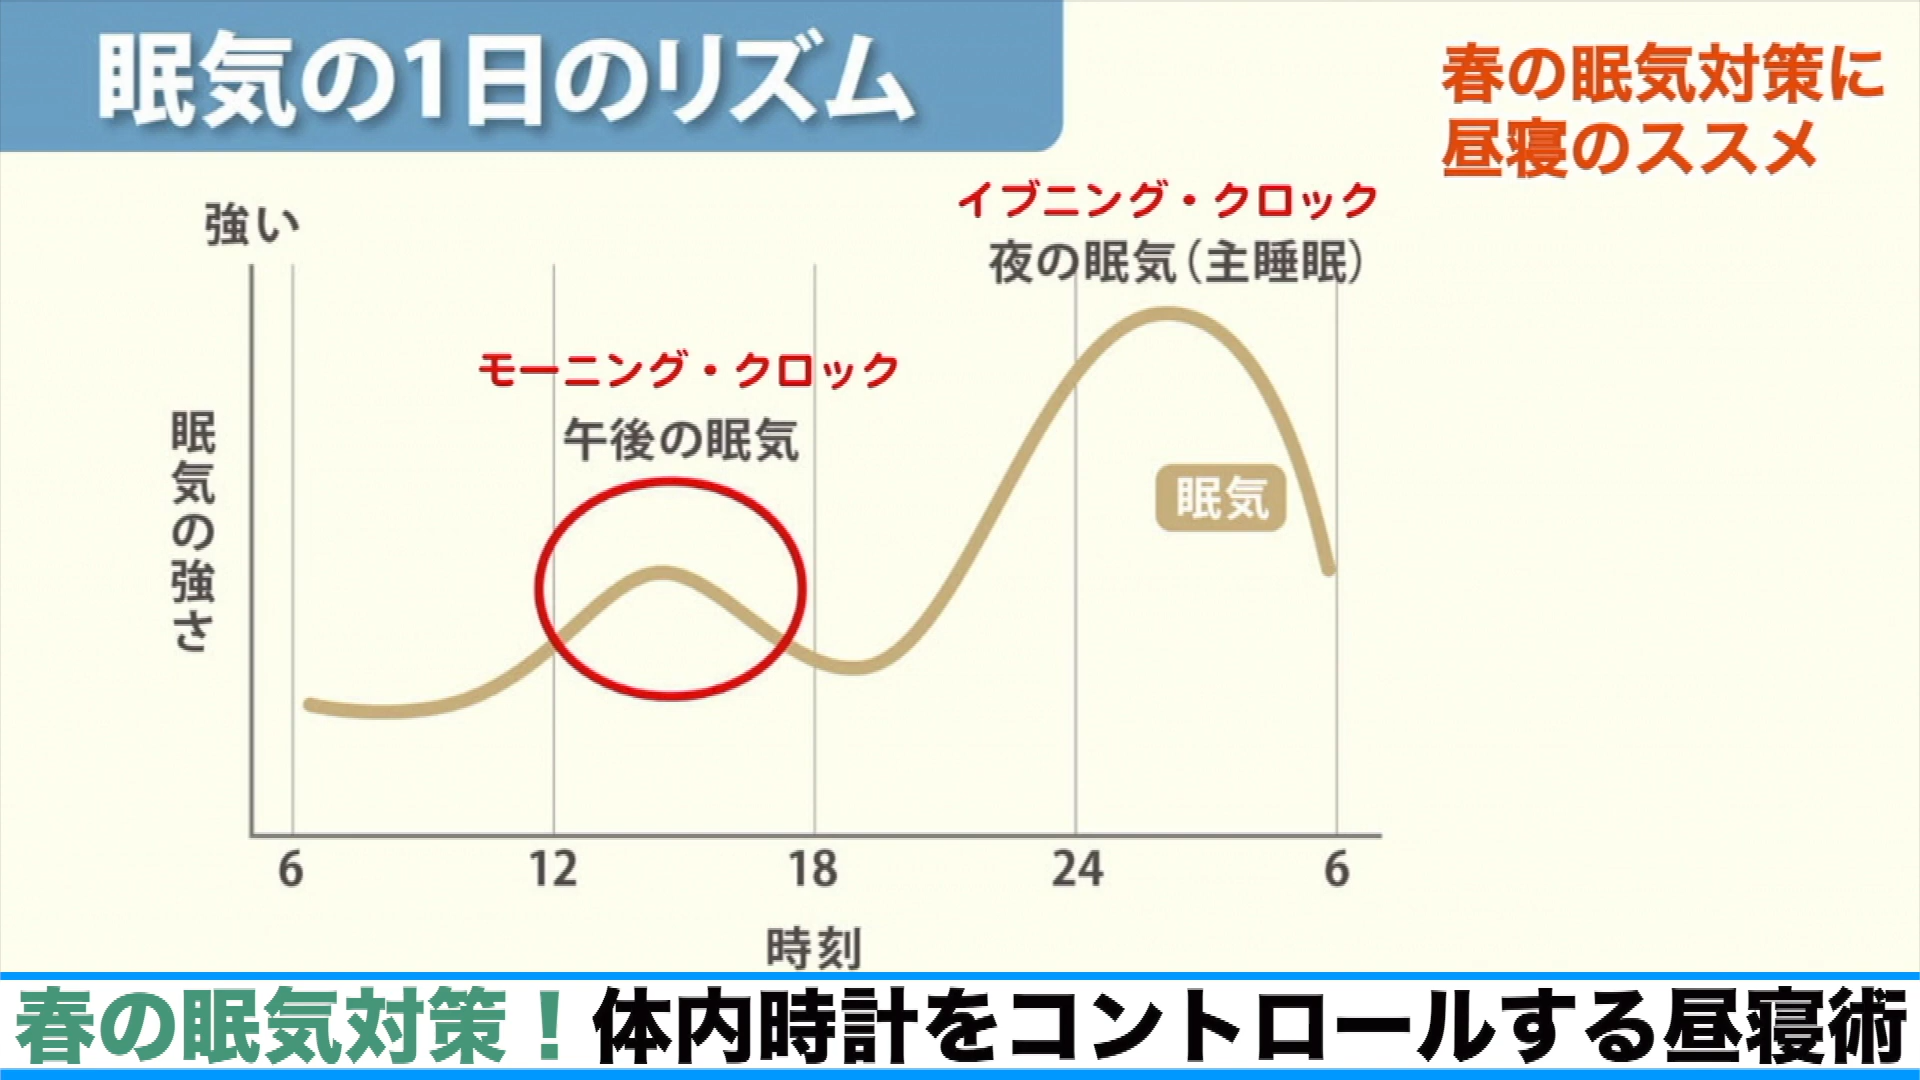 眠気の1日のリズム
春の眠気対策に
昼寝のススメ
強い
イブニング・クロック
夜の眠気(主睡眠)
モーニング・クロック
午後の眠気
眠気の強さ
眠気
6 12 18 24 6
時刻
春の眠気対策!体内時計をコントロールする昼寝術